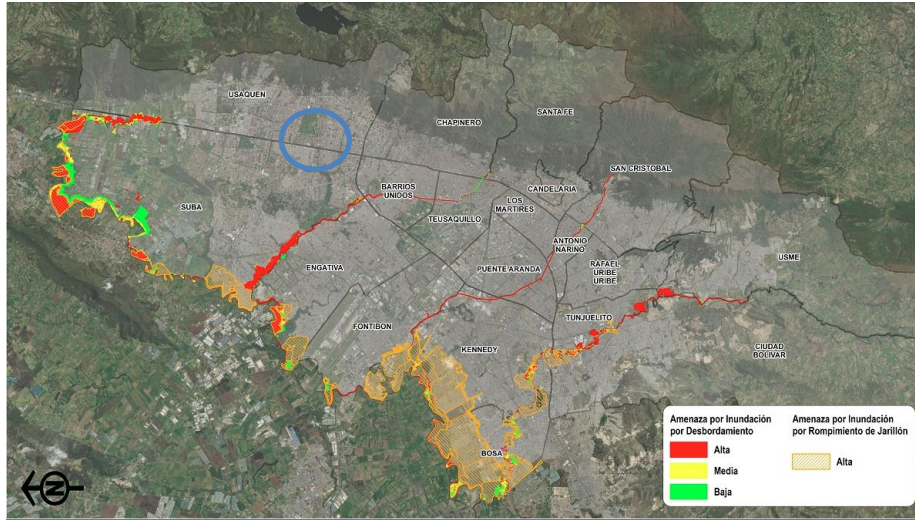 USAQUEN
CHAPINERO
SANTA FE
SAN CRISTOBAL
BARRIOS
UNIDOS
CANDELARIA
LOS
MARTIRES
TEUSAQUILLO
SUBA
ANTONIO
NARIÑO
ENGATIVA
PUENTE ARANDA
RAFAEL
URIBE
URIBE
USME
FONTIBON
TUNJUELITO
KENNEDY
CIUDAD
BOLIVAR
BOSA
N
Amenaza por Inundación
por Desbordamiento
Alta
Media
Baja
Amenaza por Inundación
por Rompimiento de Jarillón
Alta